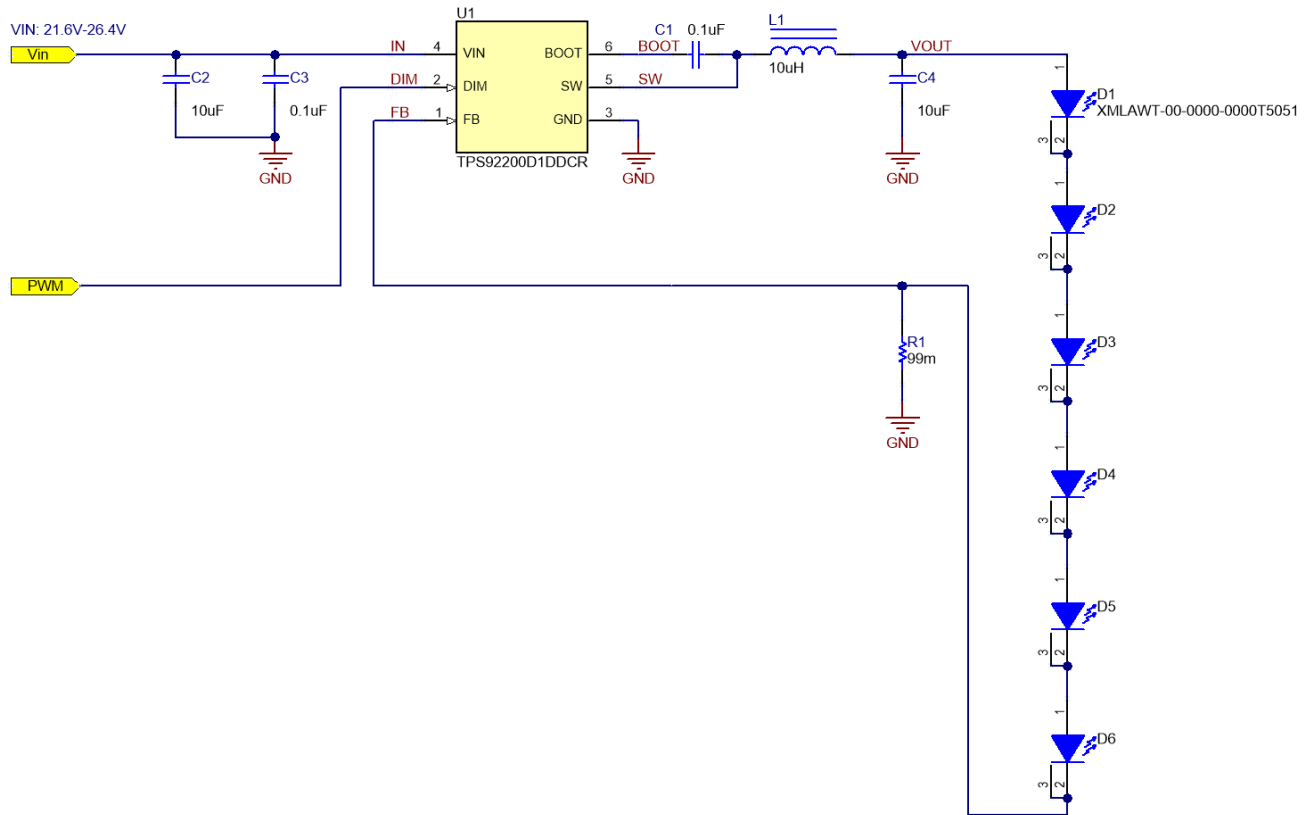 VIN: 21.6V-26.4V
Vin
C2
10uF
C3
0.1uF
GND
IN
DIM
FB
4
2
1
U1
VIN
DIM
FB
BOOT
SW
GND
TPS92200D1DDCR
6
5
3
BOOT
SW
GND
C1
0.1uF
L1
10uH
VOUT
C4
10uF
GND
PWM
R1
99m
GND
1
D1
XMLAWT-00-0000-0000T5051
3
2
1
D2
3
2
1
D3
3
2
1
D4
3
2
1
D5
3
2
1
D6
3
2